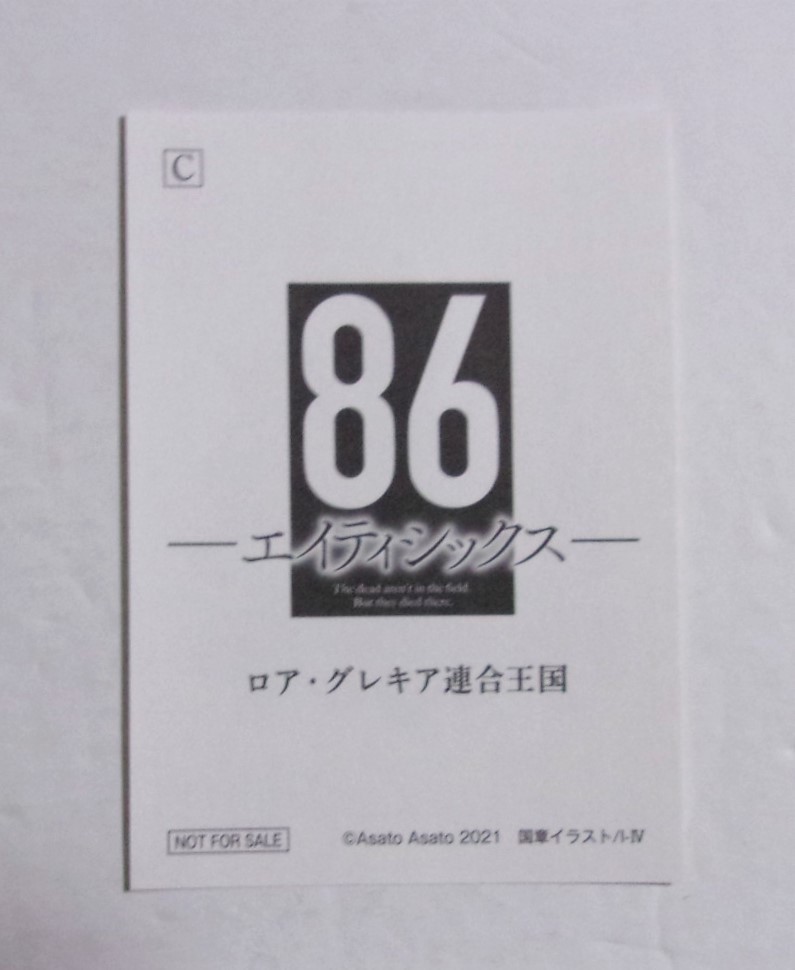 C
86
―エイティシックス―
The dead aren't in the field.
But they died there.
ロア・グレキア連合王国
NOT FOR SALE
©Asato Asato 2021 国章イラスト/I-Ⅳ